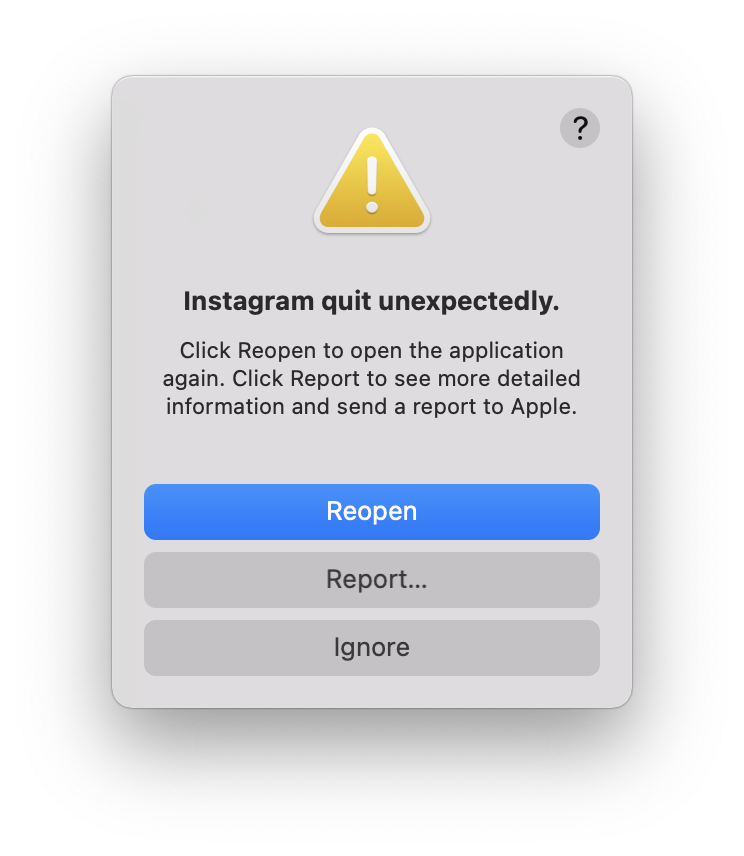 ?
Instagram quit unexpectedly.
Click Reopen to open the application
again. Click Report to see more detailed
information and send a report to Apple.
Reopen
Report...
Ignore